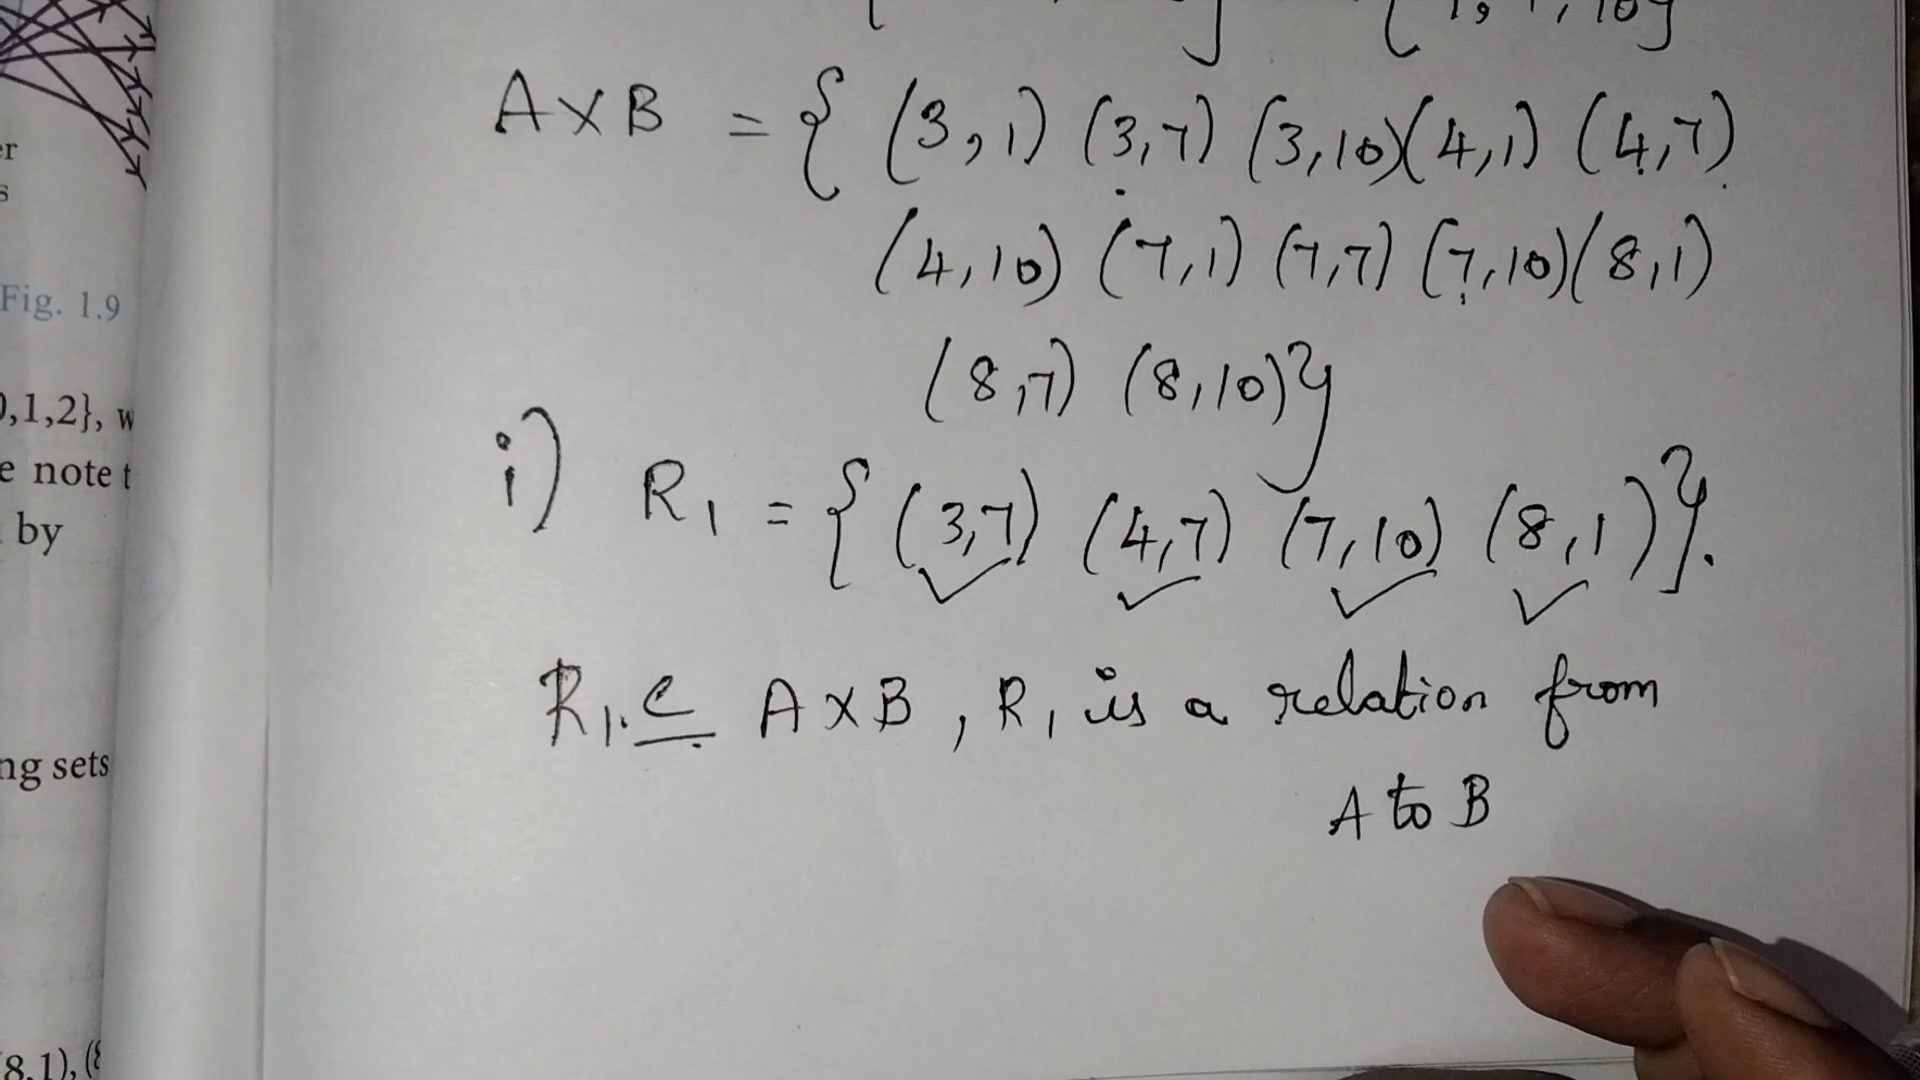 A×B = { (3,1) (3,7) (3,10) (4,1) (4,7)
(4,10) (7,1) (7,7) (7,10) (8,1)
(8,7) (8,10) }
i) R1 = { (3,7) (4,7) (7,10) (8,1) }.
R1 ⊆ A×B, R1 is a relation from
A to B
Fig. 1.9
,1,2}, w
e note t
by
ng sets
8,1),